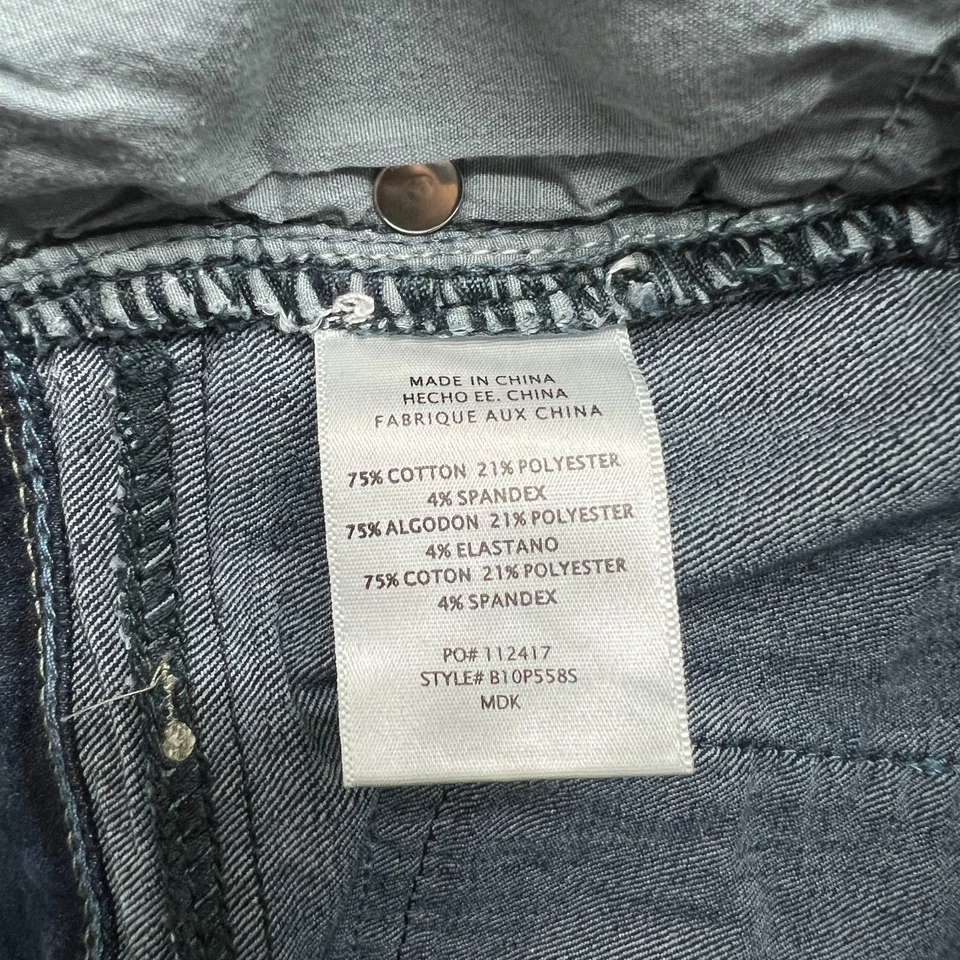 MADE IN CHINA
HECHO EE. CHINA
FABRIQUE AUX CHINA
75% COTTON 21% POLYESTER
4% SPANDEX
75% ALGODON 21% POLYESTER
4% ELASTANO
75% COTON 21% POLYESTER
4% SPANDEX
PO# 112417
STYLE# B10P558S
MDK